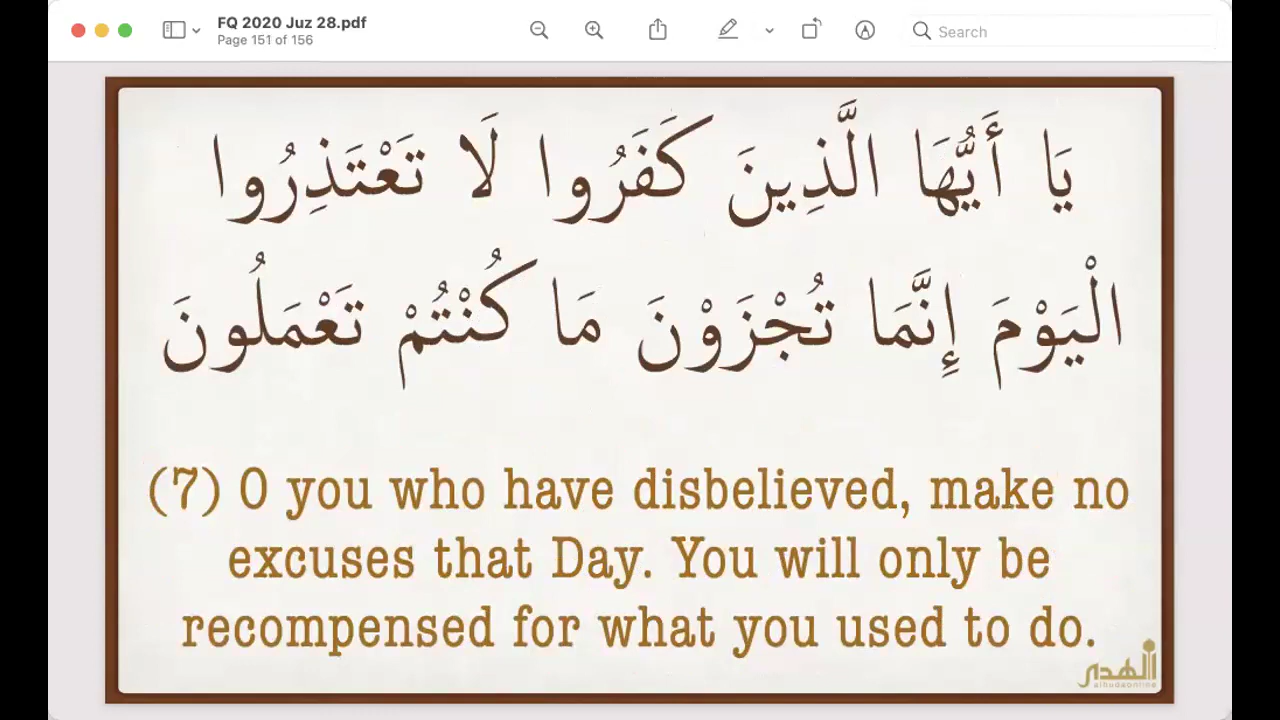 FQ 2020 Juz 28.pdf
Page 151 of 156
Search
يَا أَيُّهَا الَّذِينَ كَفَرُوا لَا تَعْتَذِرُوا
الْيَوْمَ إِنَّمَا تُجْزَوْنَ مَا كُنْتُمْ تَعْمَلُونَ
(7) O you who have disbelieved, make no
excuses that Day. You will only be
recompensed for what you used to do.
الهدى
alhudaonline